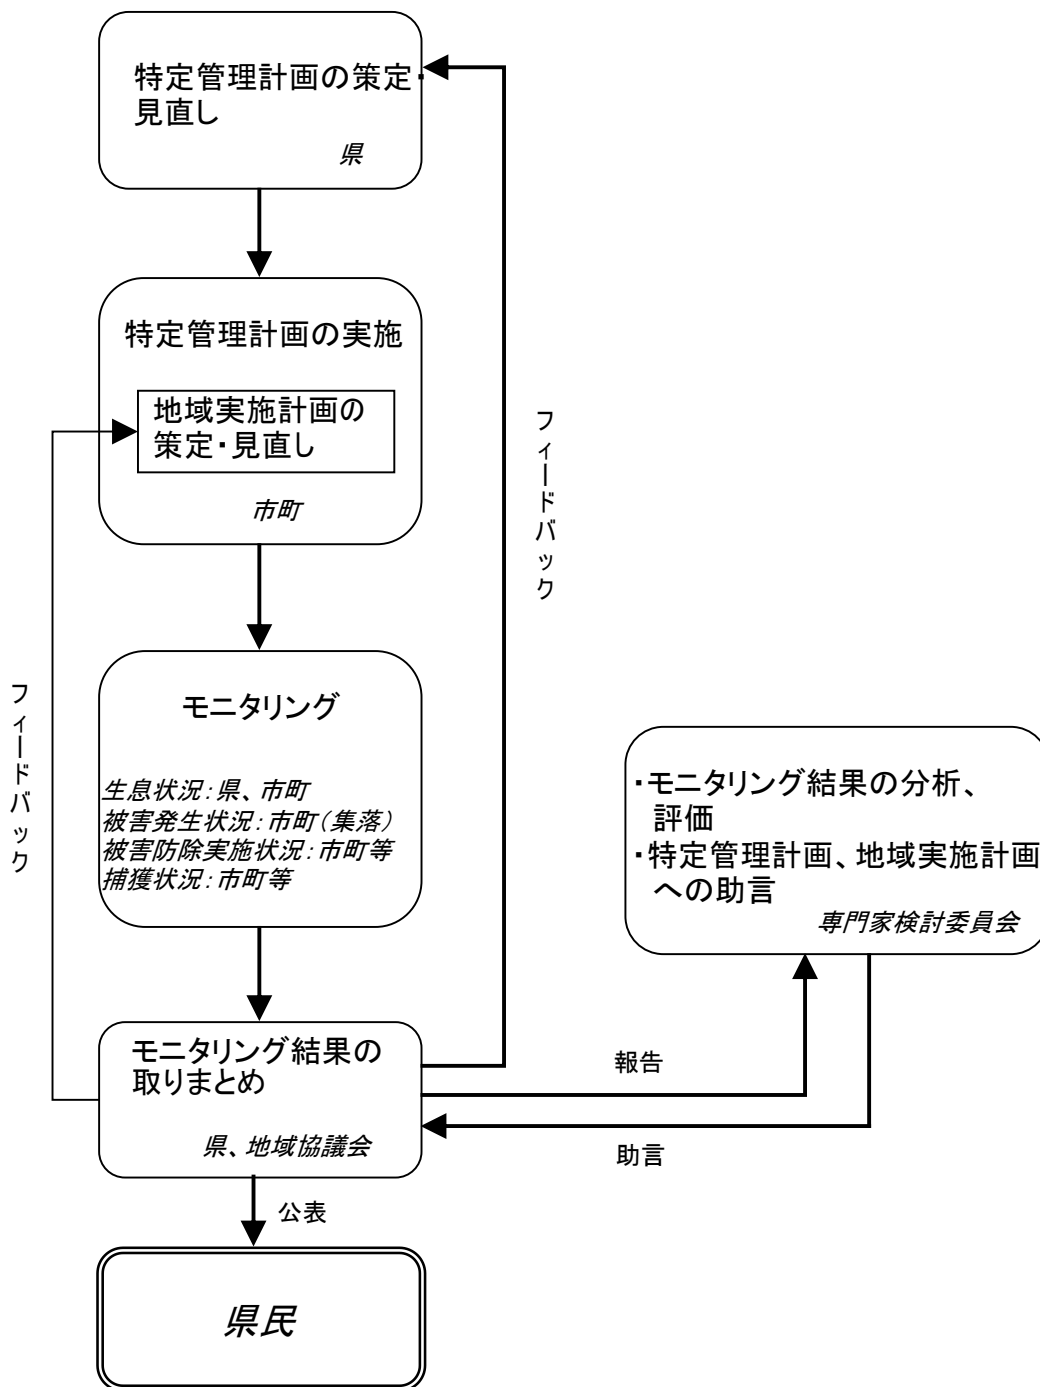 特定管理計画の策定・
見直し
県
特定管理計画の実施
地域実施計画の
策定・見直し
市町
フィードバック
フィードバック
モニタリング
生息状況：県、市町
被害発生状況：市町（集落）
被害防除実施状況：市町等
捕獲状況：市町等
・モニタリング結果の分析、
評価
・特定管理計画、地域実施計画
への助言
専門家検討委員会
モニタリング結果の
取りまとめ
県、地域協議会
報告
助言
公表
県民